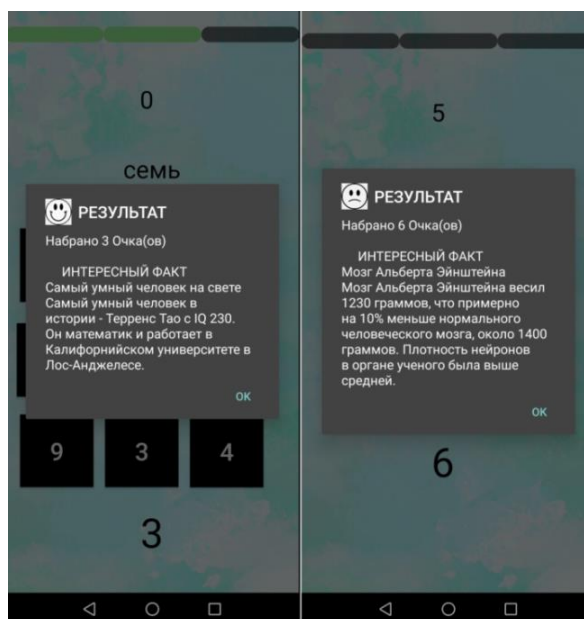 0
семь
РЕЗУЛЬТАТ
Набрано 3 Очка(ов)
ИНТЕРЕСНЫЙ ФАКТ
Самый умный человек на свете
Самый умный человек в
истории - Терренс Тао с IQ 230.
Он математик и работает в
Калифорнийском университете в
Лос-Анджелесе.
OK
9 3 4
3
5
РЕЗУЛЬТАТ
Набрано 6 Очка(ов)
ИНТЕРЕСНЫЙ ФАКТ
Мозг Альберта Эйнштейна
Мозг Альберта Эйнштейна весил
1230 граммов, что примерно
на 10% меньше нормального
человеческого мозга, около 1400
граммов. Плотность нейронов
в органе ученого была выше
средней.
OK
6